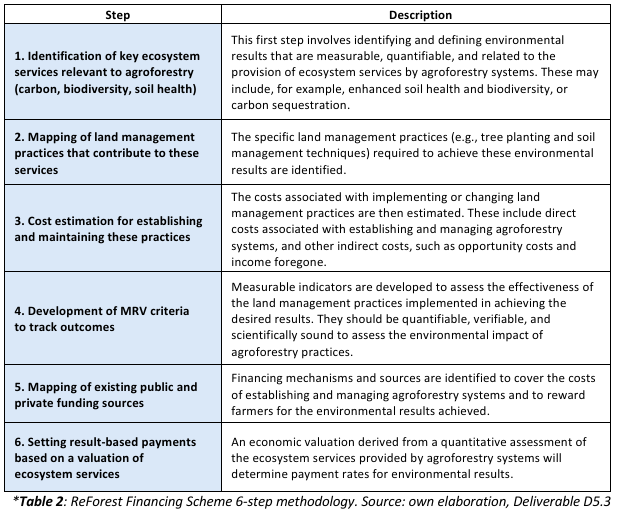 Step
Description
1. Identification of key ecosystem
services relevant to agroforestry
(carbon, biodiversity, soil health)
This first step involves identifying and defining environmental
results that are measurable, quantifiable, and related to the
provision of ecosystem services by agroforestry systems. These may
include, for example, enhanced soil health and biodiversity, or
carbon sequestration.
2. Mapping of land management
practices that contribute to these
services
The specific land management practices (e.g., tree planting and soil
management techniques) required to achieve these environmental
results are identified.
3. Cost estimation for establishing
and maintaining these practices
The costs associated with implementing or changing land
management practices are then estimated. These include direct
costs associated with establishing and managing agroforestry
systems, and other indirect costs, such as opportunity costs and
income foregone.
4. Development of MRV criteria
to track outcomes
Measurable indicators are developed to assess the effectiveness of
the land management practices implemented in achieving the
desired results. They should be quantifiable, verifiable, and
scientifically sound to assess the environmental impact of
agroforestry practices.
5. Mapping of existing public and
private funding sources
Financing mechanisms and sources are identified to cover the costs
of establishing and managing agroforestry systems and to reward
farmers for the environmental results achieved.
6. Setting result-based payments
based on a valuation of
ecosystem services
An economic valuation derived from a quantitative assessment of
the ecosystem services provided by agroforestry systems will
determine payment rates for environmental results.
*Table 2: ReForest Financing Scheme 6-step methodology. Source: own elaboration, Deliverable D5.3